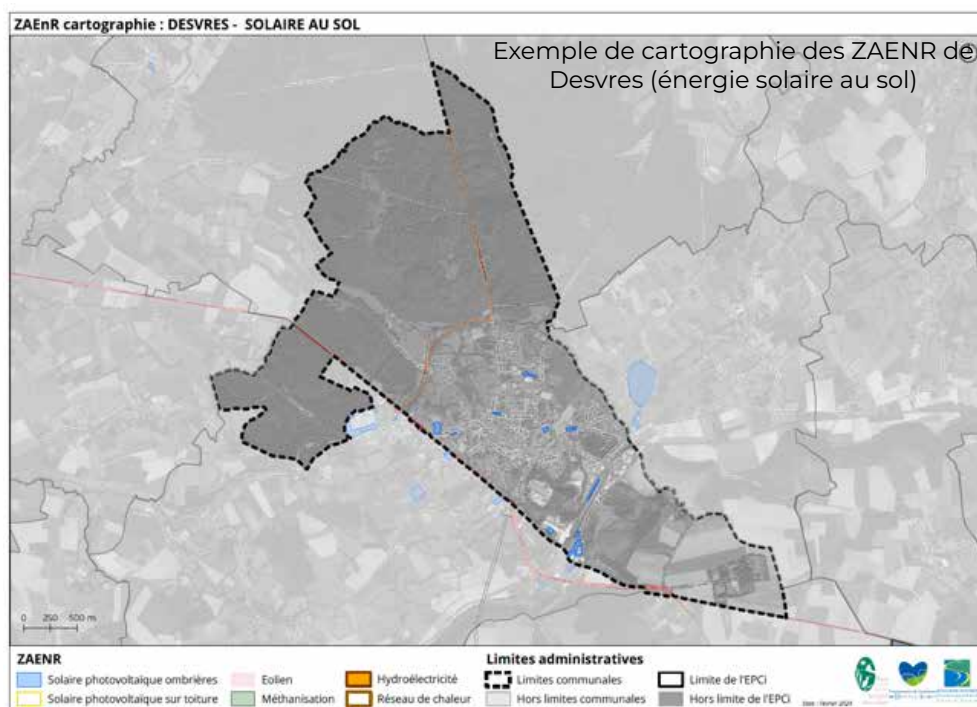 ZAEnR cartographie : DESVRES - SOLAIRE AU SOL
Exemple de cartographie des ZAENR de
Desvres (énergie solaire au sol)
0 250 500 m
ZAENR
Solaire photovoltaïque ombrières
Solaire photovoltaïque sur toiture
Eolien
Méthanisation
Hydroélectricité
Réseau de chaleur
Limites administratives
Limites communales
Hors limites communales
Limite de l'EPCi
Hors limite de l'EPCi